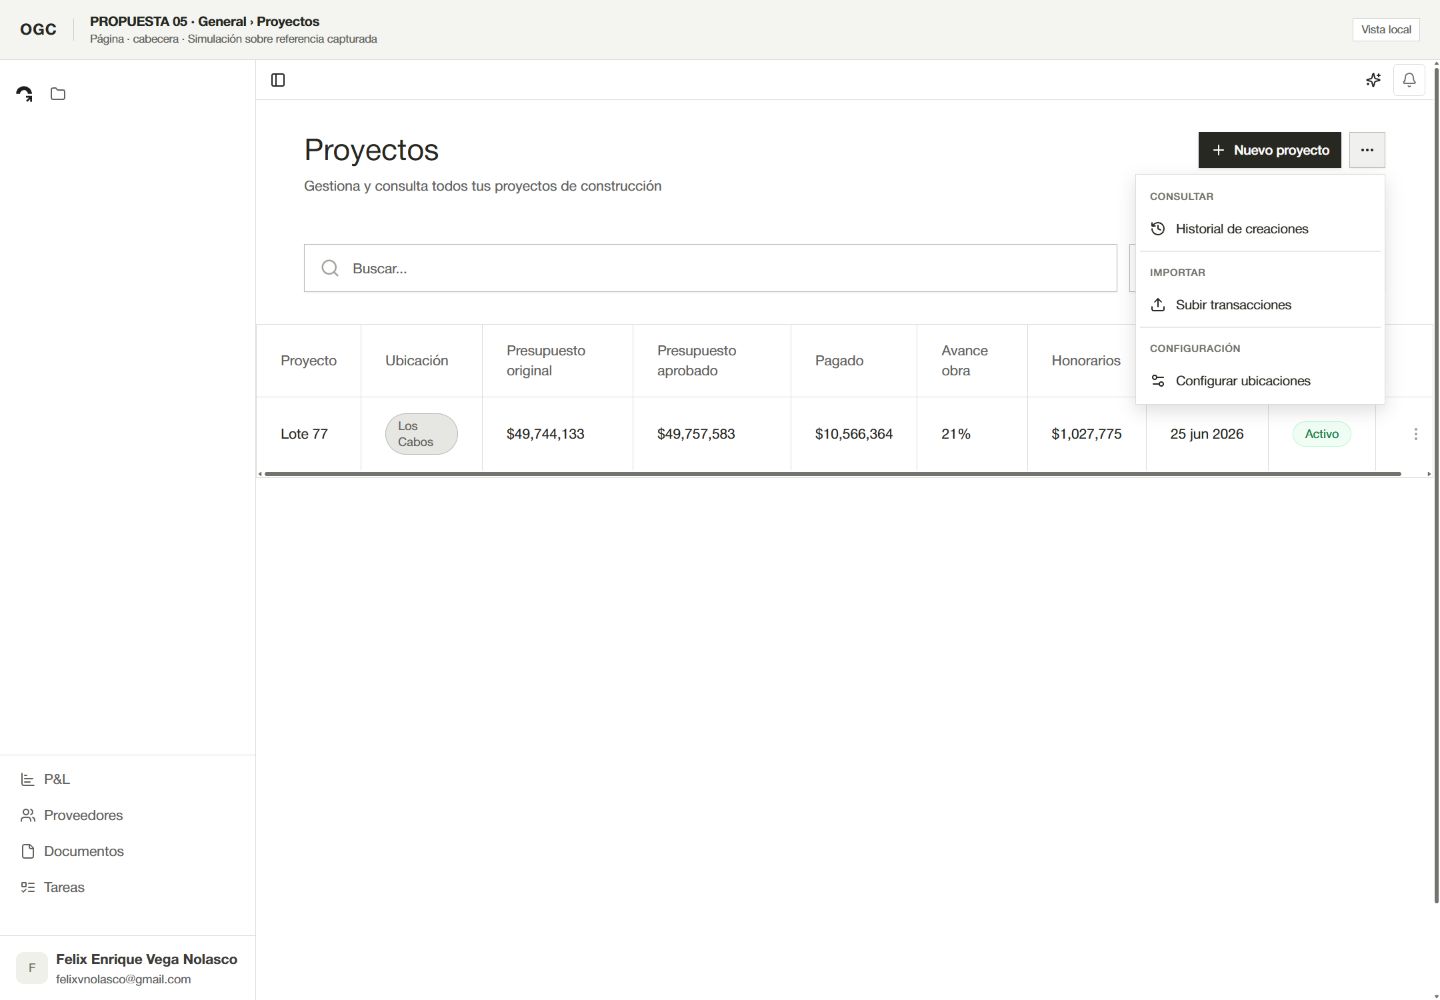 OGC
PROPUESTA 05 · General › Proyectos
Página · cabecera · Simulación sobre referencia capturada
Vista local
Proyectos
Gestiona y consulta todos tus proyectos de construcción
Nuevo proyecto
CONSULTAR
Historial de creaciones
IMPORTAR
Subir transacciones
CONFIGURACIÓN
Configurar ubicaciones
Buscar...
Proyecto
Ubicación
Presupuesto
original
Presupuesto
aprobado
Pagado
Avance
obra
Honorarios
Lote 77
Los
Cabos
$49,744,133
$49,757,583
$10,566,364
21%
$1,027,775
25 jun 2026
Activo
P&L
Proveedores
Documentos
Tareas
F
Felix Enrique Vega Nolasco
felixvnolasco@gmail.com